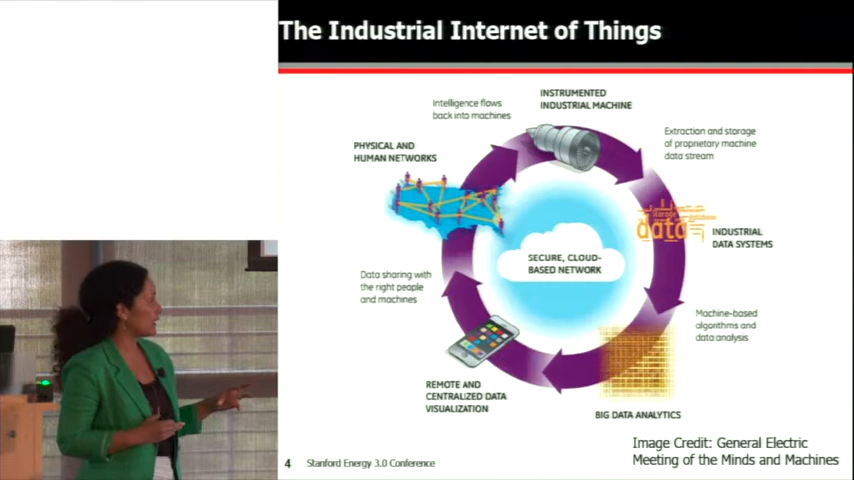 The Industrial Internet of Things
INSTRUMENTED
INDUSTRIAL MACHINE
Intelligence flows
back into machines
Extraction and storage
of proprietary machine
data stream
PHYSICAL AND
HUMAN NETWORKS
storage
data
INDUSTRIAL
DATA SYSTEMS
SECURE, CLOUD-
BASED NETWORK
Data sharing with
the right people
and machines
Machine-based
algorithms and
data analysis
REMOTE AND
CENTRALIZED DATA
VISUALIZATION
BIG DATA ANALYTICS
Image Credit: General Electric
Meeting of the Minds and Machines
4 Stanford Energy 3.0 Conference